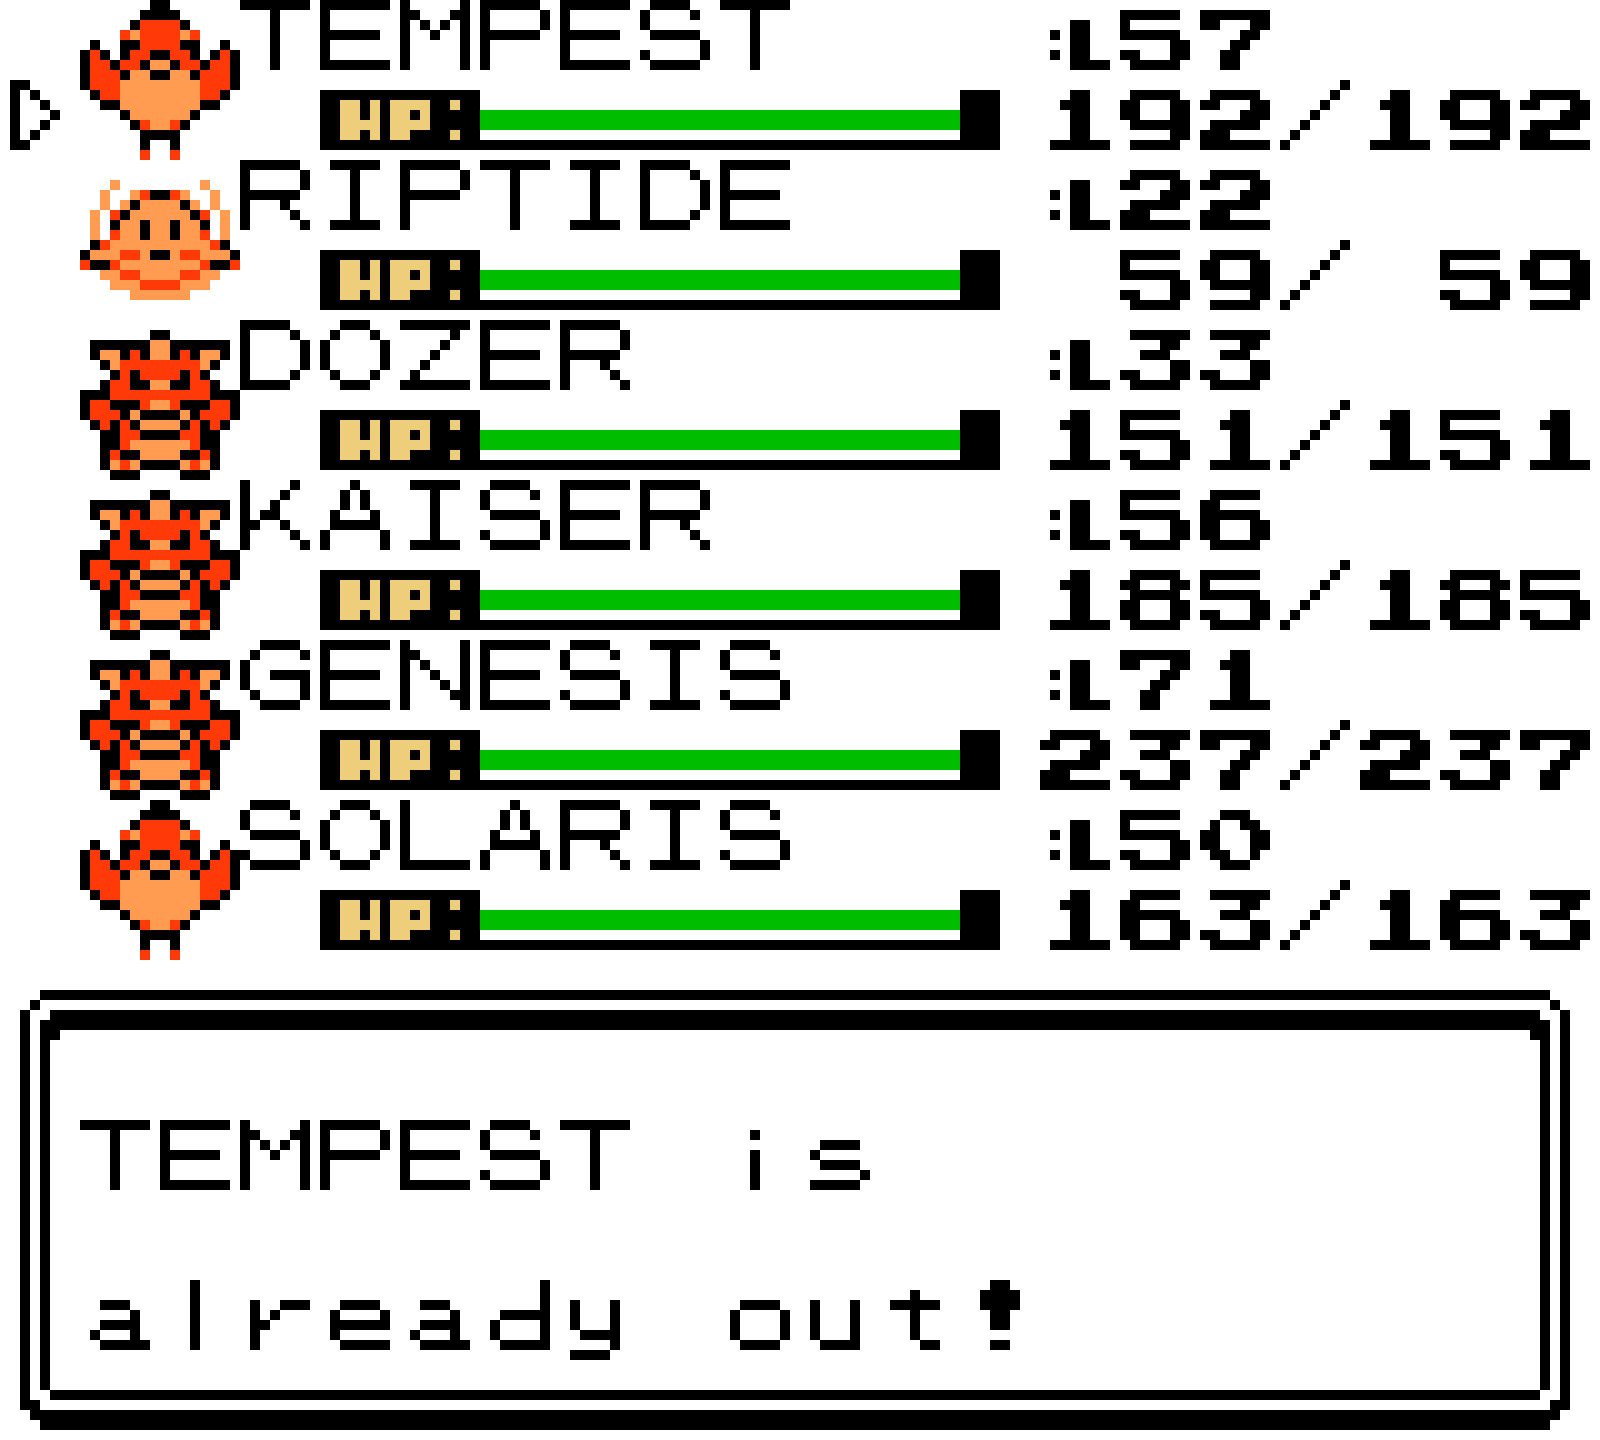 TEMPEST :L57
HP: 192/192
RIPTIDE :L22
HP: 59/ 59
DOZER :L33
HP: 151/151
KAISER :L56
HP: 185/185
GENESIS :L71
HP: 237/237
SOLARIS :L50
HP: 163/163
TEMPEST is
already out!